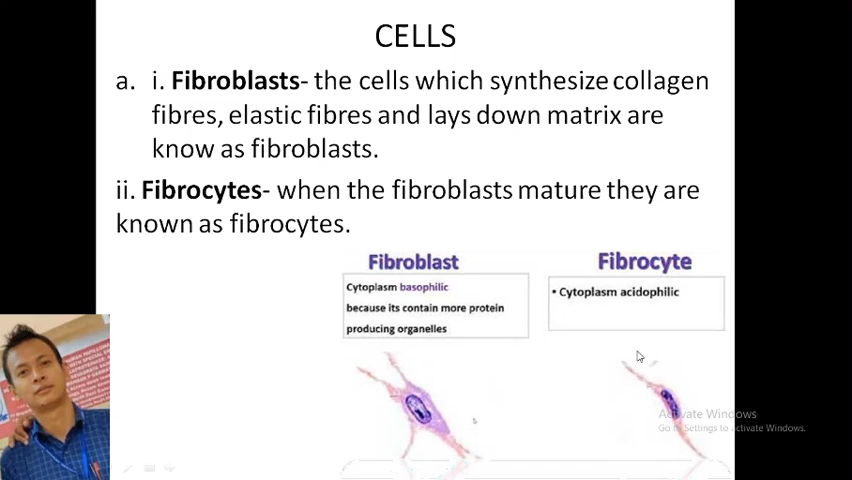 CELLS
a. i. Fibroblasts- the cells which synthesize collagen
fibres, elastic fibres and lays down matrix are
know as fibroblasts.
ii. Fibrocytes- when the fibroblasts mature they are
known as fibrocytes.
Fibroblast
Cytoplasm basophilic
because its contain more protein
producing organelles
Fibrocyte
• Cytoplasm acidophilic
Activate Windows
Go to Settings to activate Windows.